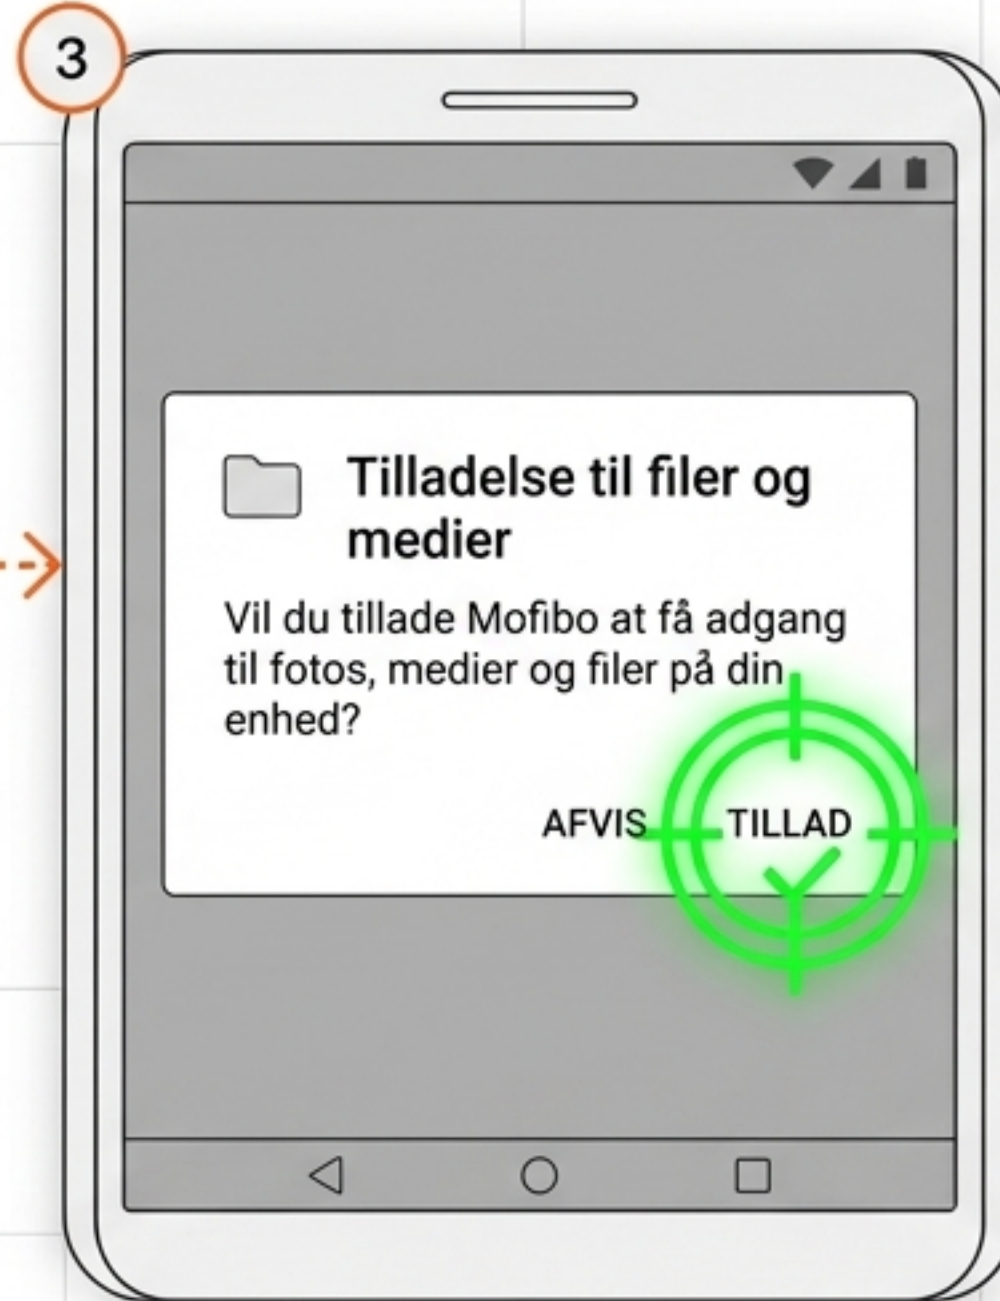 3
Tilladelse til filer og
medier
Vil du tillade Mofibo at få adgang
til fotos, medier og filer på din
enhed?
AFVIS TILLAD